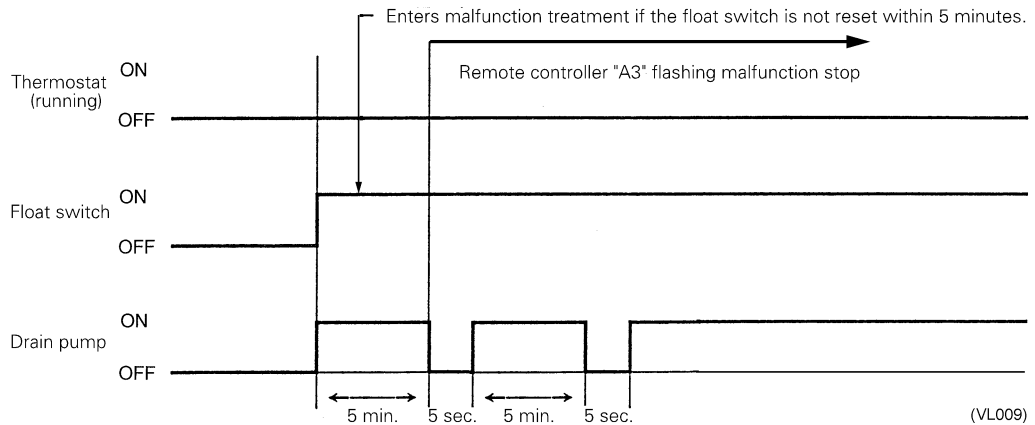 Enters malfunction treatment if the float switch is not reset within 5 minutes.
Remote controller "A3" flashing malfunction stop
Thermostat
(running)
ON
OFF
Float switch
ON
OFF
Drain pump
ON
OFF
5 min.
5 sec.
5 min.
5 sec.
(VL009)